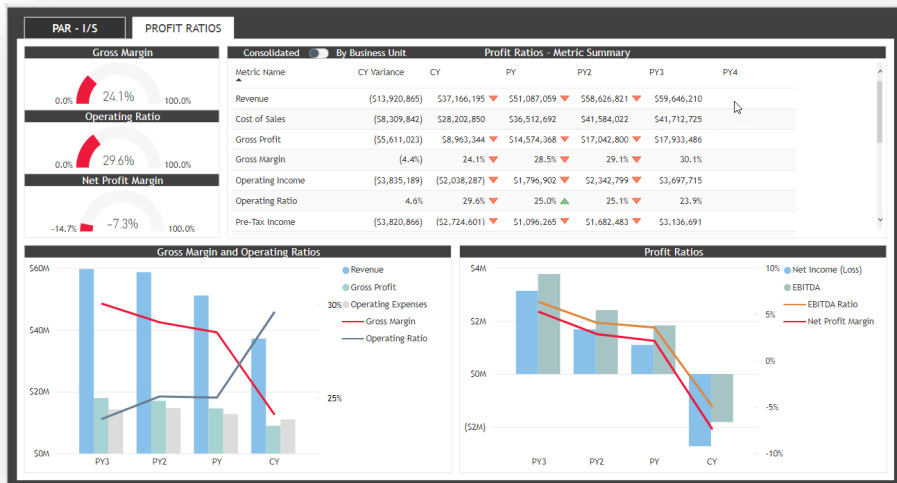 PAR - I/S
PROFIT RATIOS
Gross Margin
24.1%
0.0%
100.0%
Operating Ratio
29.6%
0.0%
100.0%
Net Profit Margin
-7.3%
-14.7%
100.0%
Consolidated By Business Unit Profit Ratios - Metric Summary
Metric Name CY Variance CY PY PY2 PY3 PY4
Revenue ($13,920,865) $37,166,195 $51,087,059 $58,626,821 $59,646,210
Cost of Sales ($8,309,842) $28,202,850 $36,512,692 $41,584,022 $41,712,725
Gross Profit ($5,611,023) $8,963,344 $14,574,368 $17,042,800 $17,933,486
Gross Margin (4.4%) 24.1% 28.5% 29.1% 30.1%
Operating Income ($3,835,189) ($2,038,287) $1,796,902 $2,342,799 $3,697,715
Operating Ratio 4.6% 29.6% 25.0% 25.1% 23.9%
Pre-Tax Income ($3,820,866) ($2,724,601) $1,096,265 $1,682,483 $3,136,691
Gross Margin and Operating Ratios
$60M
$40M
$20M
$0M
PY3 PY2 PY CY
30%
25%
Revenue
Gross Profit
Operating Expenses
Gross Margin
Operating Ratio
Profit Ratios
$4M
$2M
$0M
($2M)
PY3 PY2 PY CY
10%
5%
0%
-5%
-10%
Net Income (Loss)
EBITDA
EBITDA Ratio
Net Profit Margin